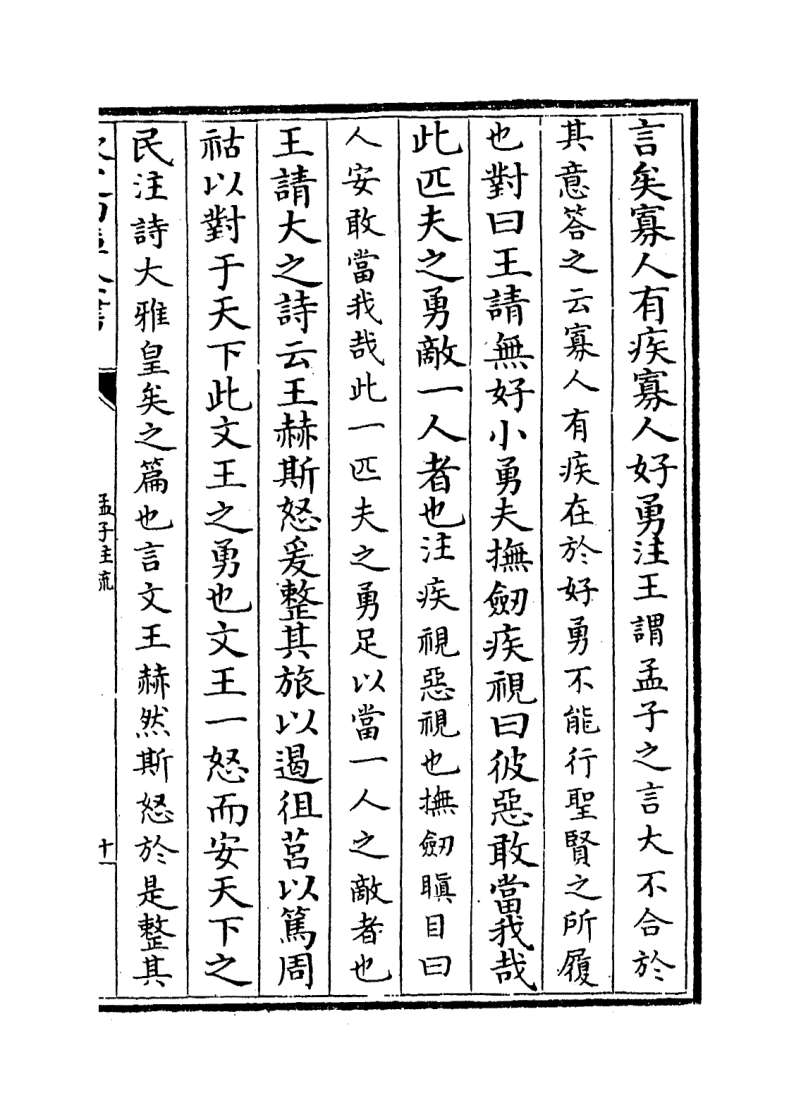 言矣寡人有疾寡人好勇注王謂孟子之言大不合於
其意答之云寡人有疾在於好勇不能行聖賢之所履
也對曰王請無好小勇夫撫劒疾視曰彼惡敢當我哉
此匹夫之勇敵一人者也注疾視惡視也撫劒瞋目曰
人安敢當我哉此一匹夫之勇足以當一人之敵者也
王請大之詩云王赫斯怒爰整其旅以遏徂莒以篤周
祜以對于天下此文王之勇也文王一怒而安天下之
民注詩大雅皇矣之篇也言文王赫然斯怒於是整其
孟子注疏
十一